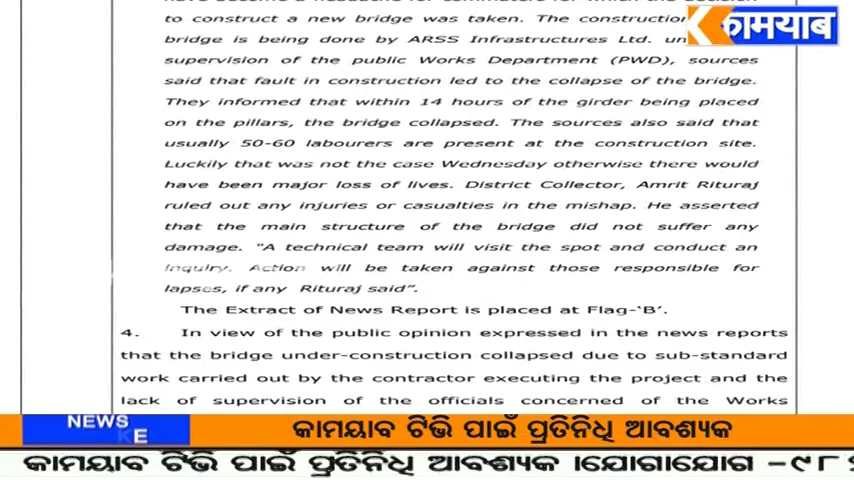 କାମୟାବ
to construct a new bridge was taken. The construction
bridge is being done by ARSS Infrastructures Ltd. un
supervision of the public Works Department (PWD), sources
said that fault in construction led to the collapse of the bridge.
They informed that within 14 hours of the girder being placed
on the pillars, the bridge collapsed. The sources also said that
usually 50-60 labourers are present at the construction site.
Luckily that was not the case Wednesday otherwise there would
have been major loss of lives. District Collector, Amrit Rituraj
ruled out any injuries or casualties in the mishap. He asserted
that the main structure of the bridge did not suffer any
damage. "A technical team will visit the spot and conduct an
Inquiry. Action will be taken against those responsible for
lapses, if any Rituraj said".
The Extract of News Report is placed at Flag-'B'.
4. In view of the public opinion expressed in the news reports
that the bridge under-construction collapsed due to sub-standard
work carried out by the contractor executing the project and the
lack of supervision of the officials concerned of the Works
NEWS
KE
କାମୟାବ ଟିଭି ପାଇଁ ପ୍ରତିନିଧି ଆବଶ୍ୟକ
କାମୟାବ ଟିଭି ପାଇଁ ପ୍ରତିନିଧି ଆବଶ୍ୟକ ।ଯୋଗାଯୋଗ -୯୮